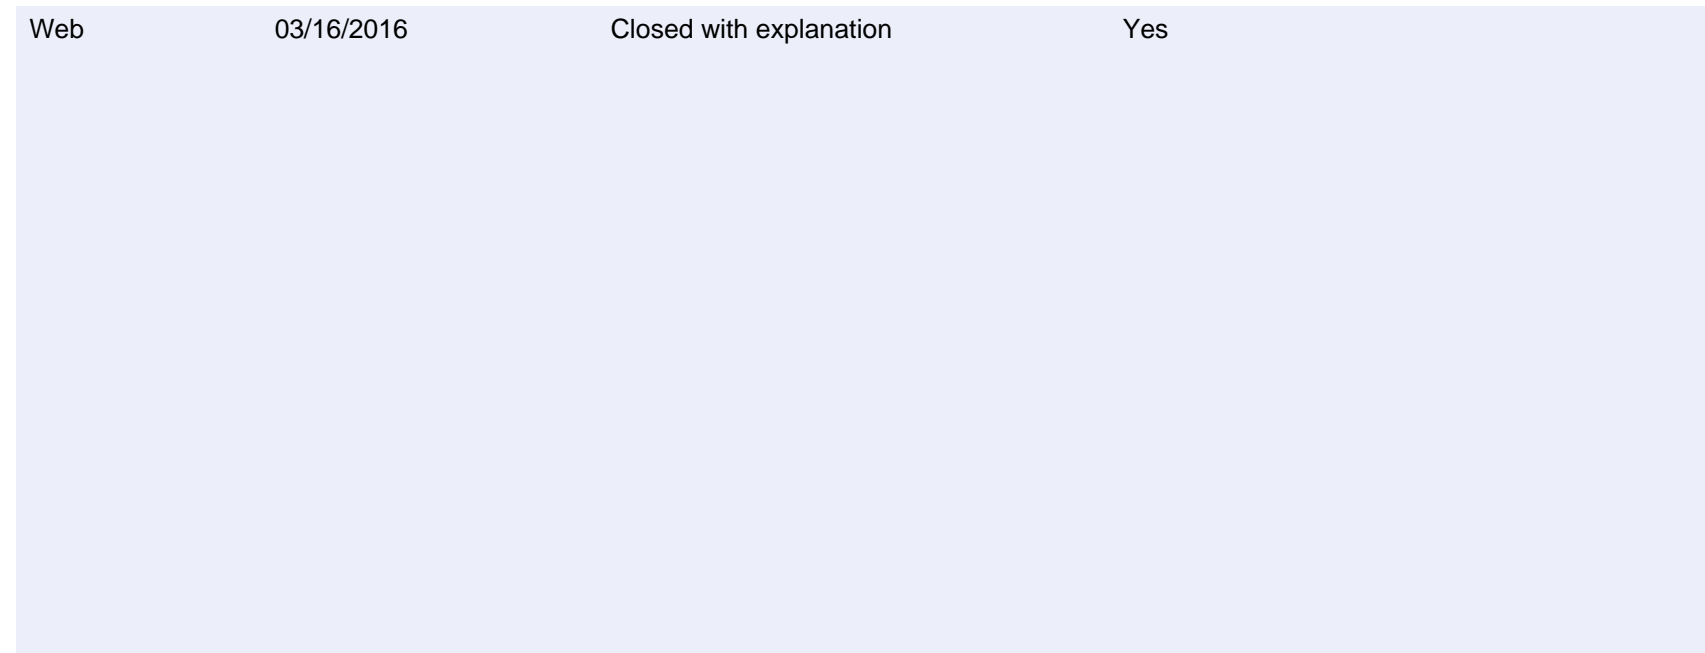 Web 03/16/2016 Closed with explanation Yes